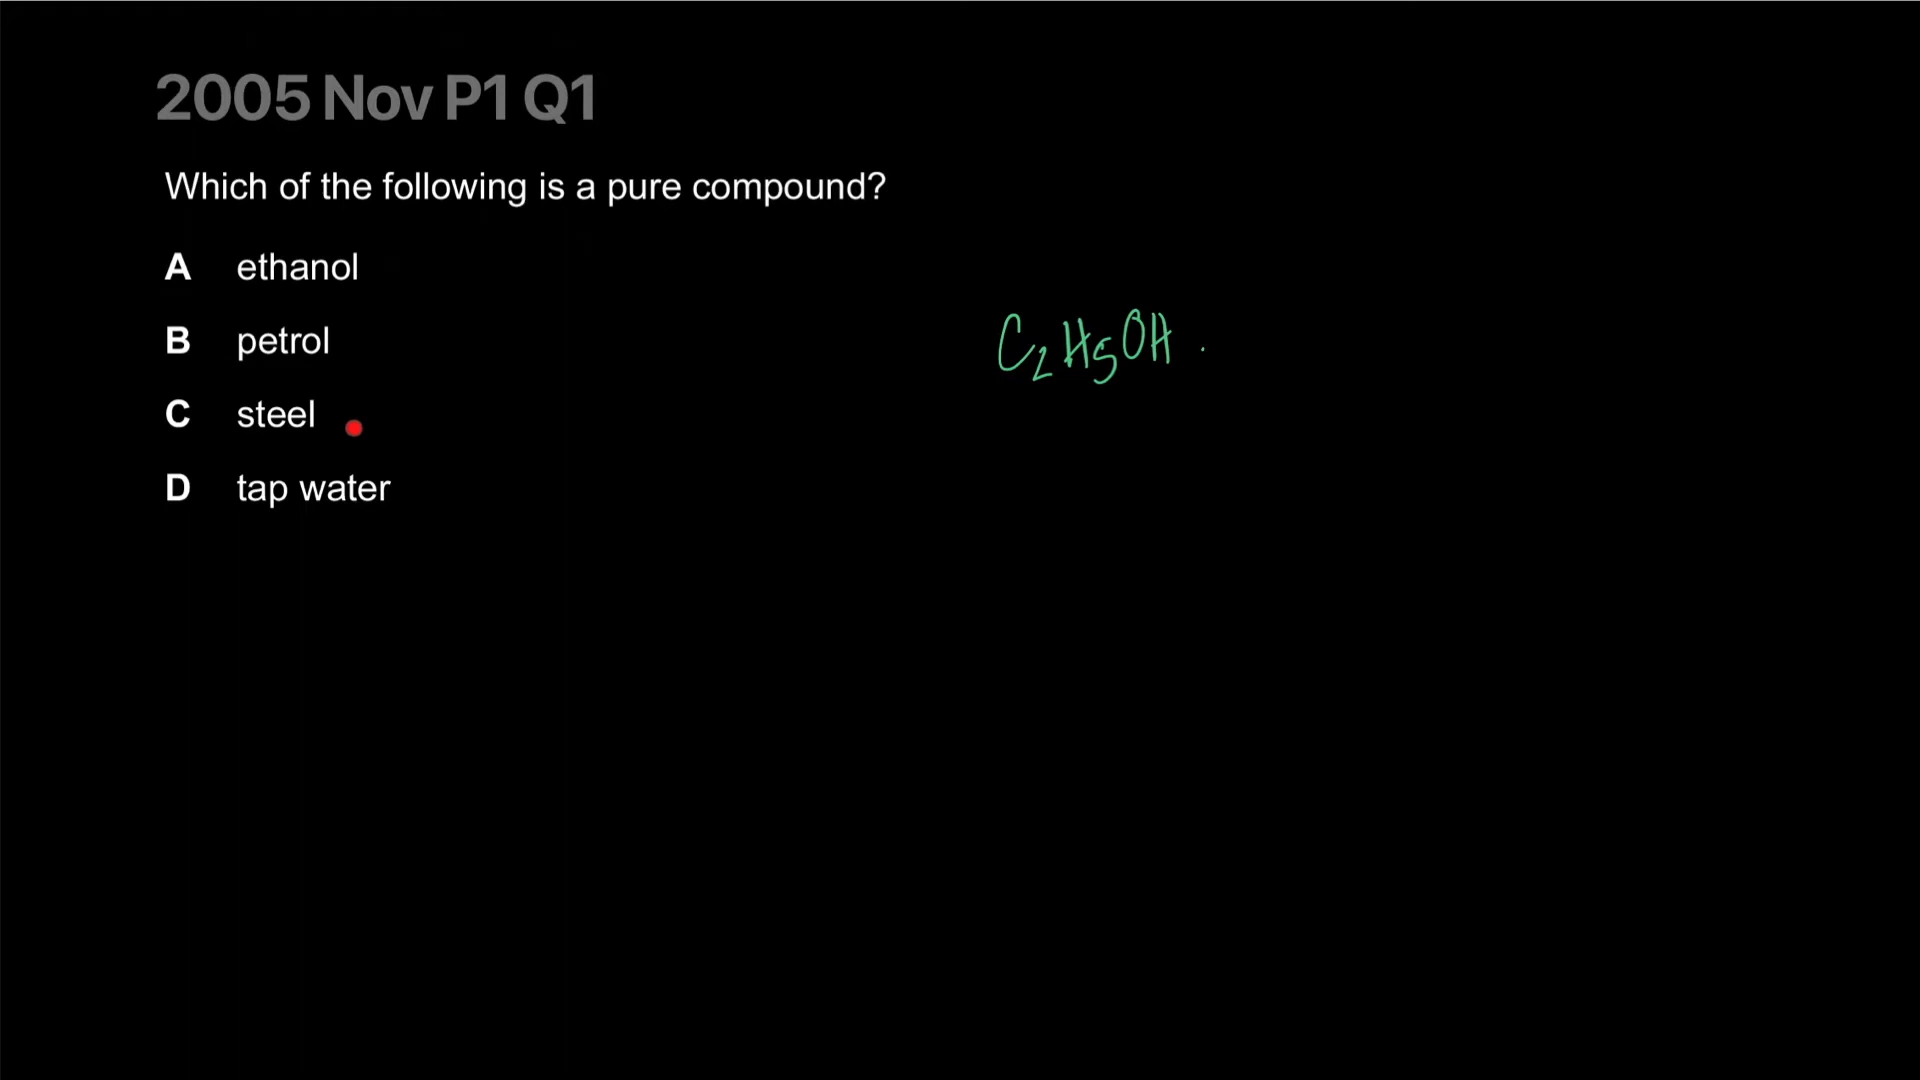 2005 Nov P1 Q1
Which of the following is a pure compound?
A ethanol
B petrol
C₂H₅OH .
C steel
D tap water